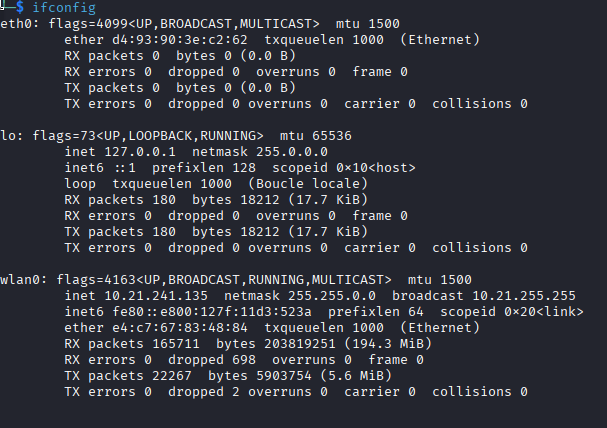 $ ifconfig
eth0: flags=4099<UP,BROADCAST,MULTICAST>  mtu 1500
        ether d4:93:90:3e:c2:62  txqueuelen 1000  (Ethernet)
        RX packets 0  bytes 0 (0.0 B)
        RX errors 0  dropped 0  overruns 0  frame 0
        TX packets 0  bytes 0 (0.0 B)
        TX errors 0  dropped 0 overruns 0  carrier 0  collisions 0

lo: flags=73<UP,LOOPBACK,RUNNING>  mtu 65536
        inet 127.0.0.1  netmask 255.0.0.0
        inet6 ::1  prefixlen 128  scopeid 0×10<host>
        loop  txqueuelen 1000  (Boucle locale)
        RX packets 180  bytes 18212 (17.7 KiB)
        RX errors 0  dropped 0  overruns 0  frame 0
        TX packets 180  bytes 18212 (17.7 KiB)
        TX errors 0  dropped 0 overruns 0  carrier 0  collisions 0

wlan0: flags=4163<UP,BROADCAST,RUNNING,MULTICAST>  mtu 1500
        inet 10.21.241.135  netmask 255.255.0.0  broadcast 10.21.255.255
        inet6 fe80::e800:127f:11d3:523a  prefixlen 64  scopeid 0×20<link>
        ether e4:c7:67:83:48:84  txqueuelen 1000  (Ethernet)
        RX packets 165711  bytes 203819251 (194.3 MiB)
        RX errors 0  dropped 698  overruns 0  frame 0
        TX packets 22267  bytes 5903754 (5.6 MiB)
        TX errors 0  dropped 2 overruns 0  carrier 0  collisions 0